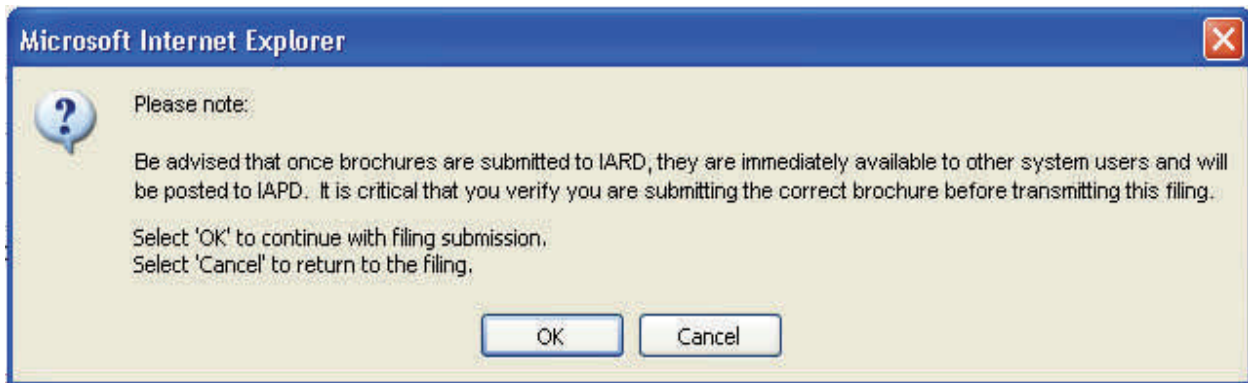 Microsoft Internet Explorer
Please note:
Be advised that once brochures are submitted to IARD, they are immediately available to other system users and will
be posted to IAPD. It is critical that you verify you are submitting the correct brochure before transmitting this filing.
Select 'OK' to continue with filing submission.
Select 'Cancel' to return to the filing.
OK
Cancel